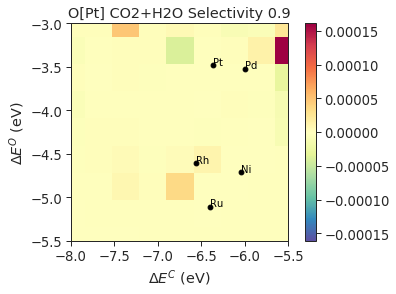 O[Pt] CO2+H2O Selectivity 0.9
−3.0
−3.5
−4.0
−4.5
−5.0
−5.5
ΔE^O (eV)
Pt
Pd
Rh
Ni
Ru
−8.0 −7.5 −7.0 −6.5 −6.0 −5.5
ΔE^C (eV)
0.00015
0.00010
0.00005
0.00000
−0.00005
−0.00010
−0.00015